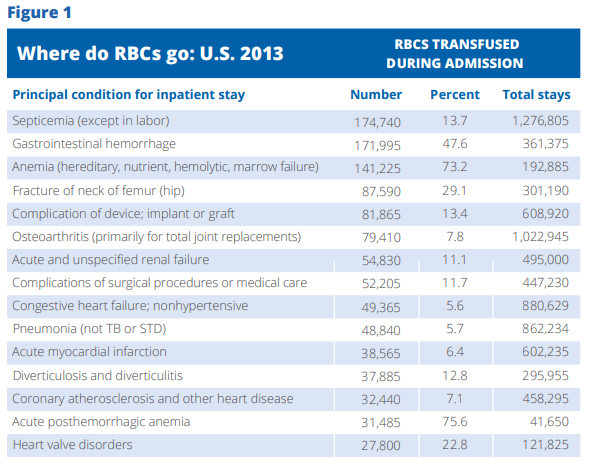 Figure 1
Where do RBCs go: U.S. 2013
RBCS TRANSFUSED
DURING ADMISSION
Principal condition for inpatient stay Number Percent Total stays
Septicemia (except in labor) 174,740 13.7 1,276,805
Gastrointestinal hemorrhage 171,995 47.6 361,375
Anemia (hereditary, nutrient, hemolytic, marrow failure) 141,225 73.2 192,885
Fracture of neck of femur (hip) 87,590 29.1 301,190
Complication of device; implant or graft 81,865 13.4 608,920
Osteoarthritis (primarily for total joint replacements) 79,410 7.8 1,022,945
Acute and unspecified renal failure 54,830 11.1 495,000
Complications of surgical procedures or medical care 52,205 11.7 447,230
Congestive heart failure; nonhypertensive 49,365 5.6 880,629
Pneumonia (not TB or STD) 48,840 5.7 862,234
Acute myocardial infarction 38,565 6.4 602,235
Diverticulosis and diverticulitis 37,885 12.8 295,955
Coronary atherosclerosis and other heart disease 32,440 7.1 458,295
Acute posthemorrhagic anemia 31,485 75.6 41,650
Heart valve disorders 27,800 22.8 121,825